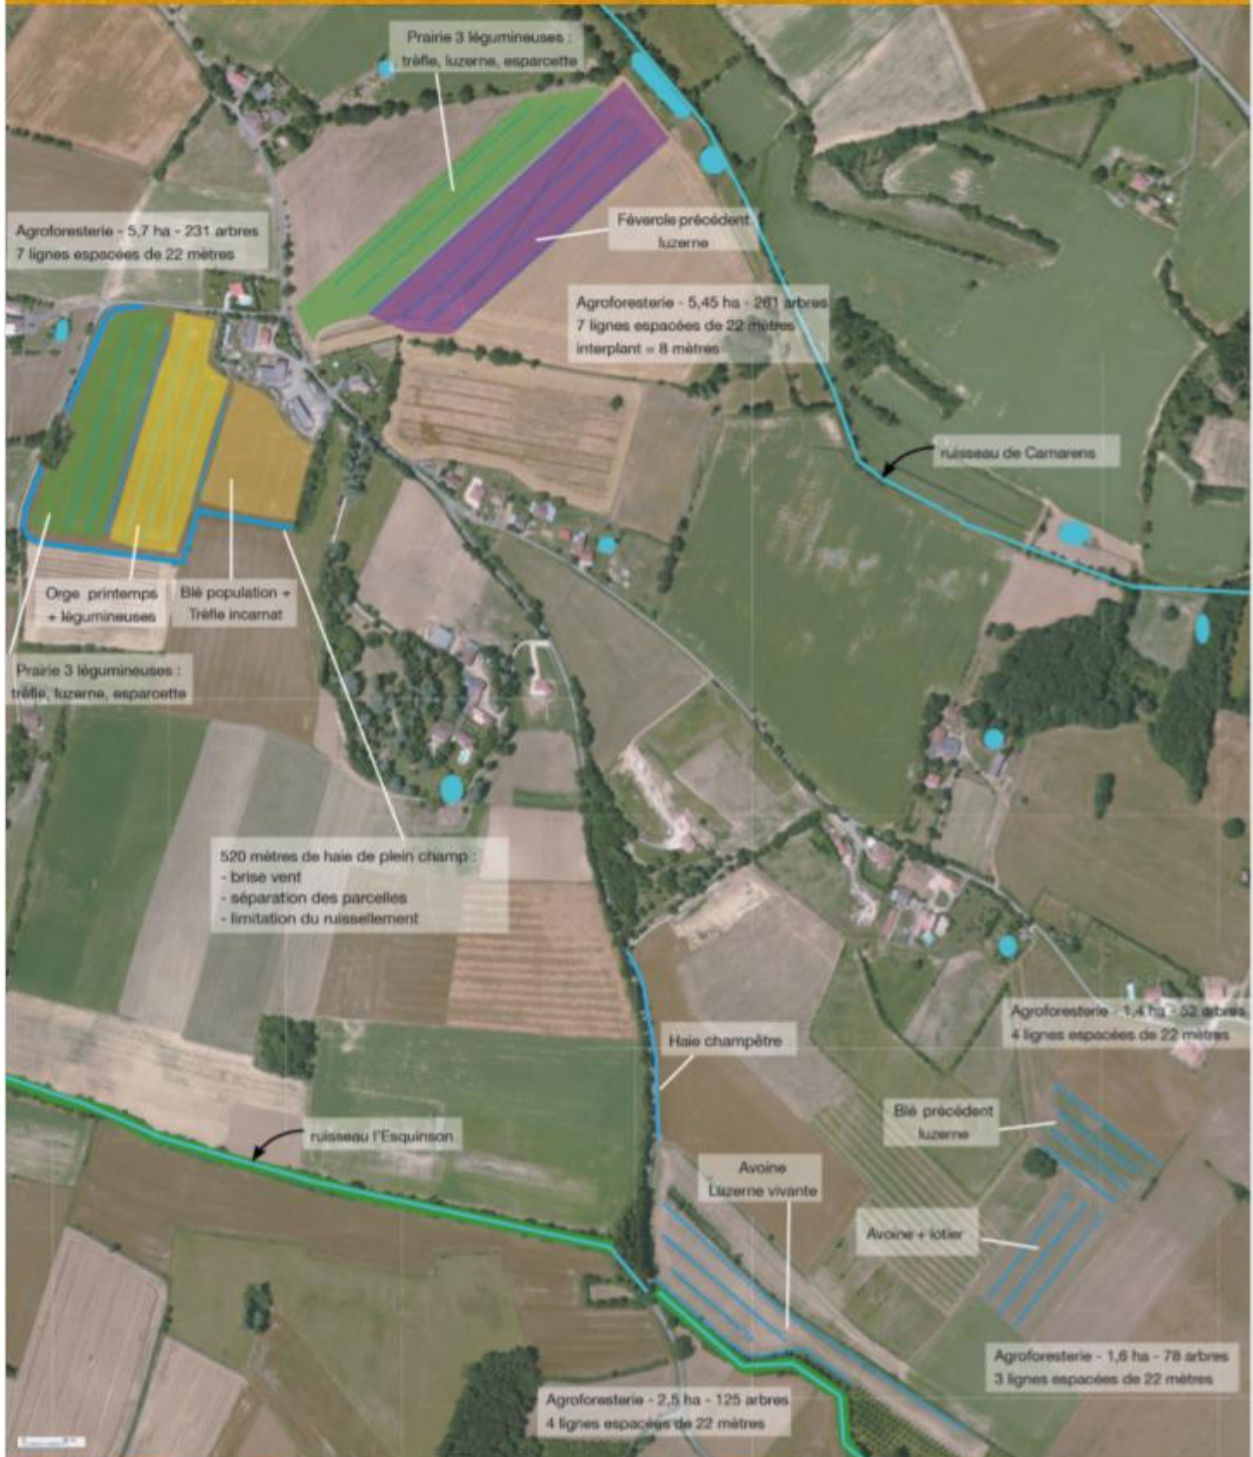 Prairie 3 légumineuses :
trèfle, luzerne, esparcette
Féverole précédent
luzerne
Agroforesterie - 5,7 ha - 231 arbres
7 lignes espacées de 22 mètres
Agroforesterie - 5,45 ha - 261 arbres
7 lignes espacées de 22 mètres
interplant = 8 mètres
ruisseau de Camarens
Orge printemps
+ légumineuses
Blé population +
Trèfle incarnat
Prairie 3 légumineuses :
trèfle, luzerne, esparcette
520 mètres de haie de plein champ :
- brise vent
- séparation des parcelles
- limitation du ruissellement
Agroforesterie - 1,4 ha - 52 arbres
4 lignes espacées de 22 mètres
Haie champêtre
Blé précédent
luzerne
ruisseau l'Esquinson
Avoine
Luzerne vivante
Avoine + lotier
Agroforesterie - 1,6 ha - 78 arbres
3 lignes espacées de 22 mètres
Agroforesterie - 2,5 ha - 125 arbres
4 lignes espacées de 22 mètres